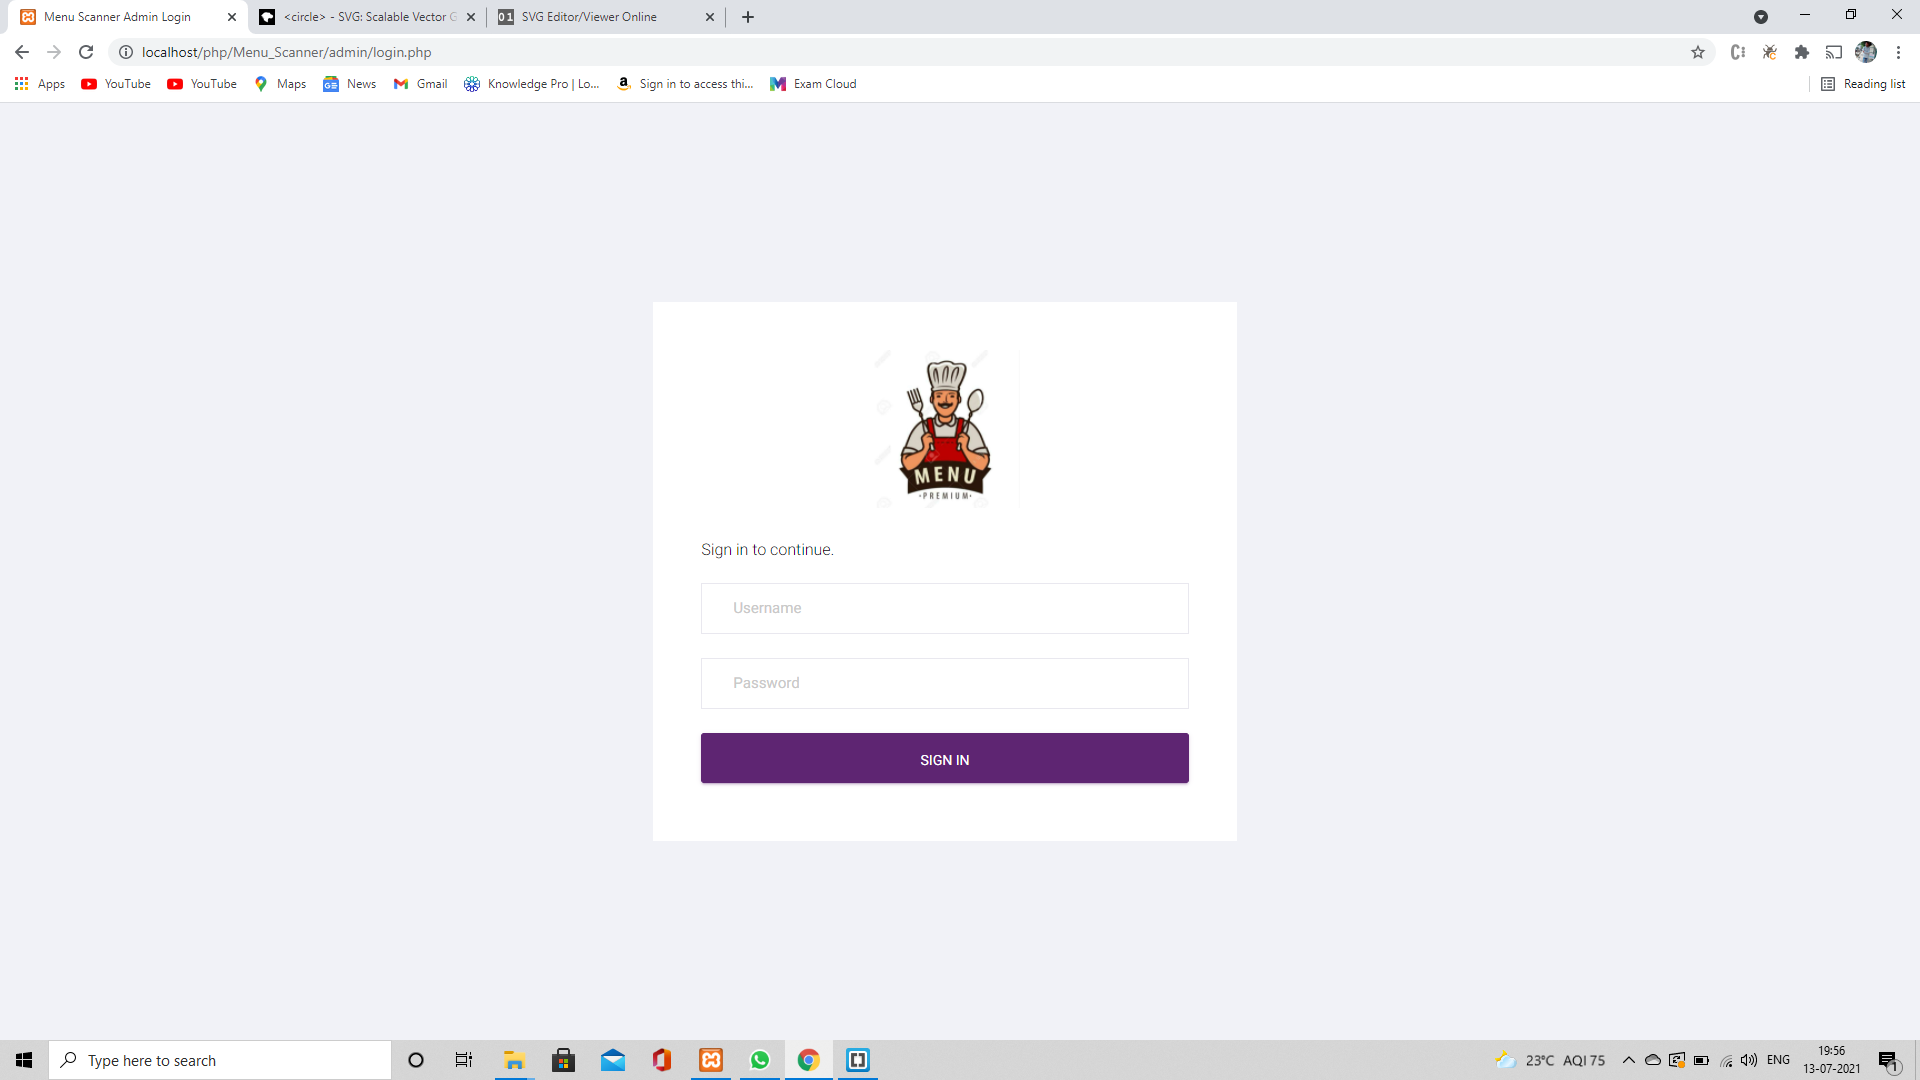 Menu Scanner Admin Login
<circle> - SVG: Scalable Vector G
SVG Editor/Viewer Online
localhost/php/Menu_Scanner/admin/login.php
Apps
YouTube
YouTube
Maps
News
Gmail
Knowledge Pro | Lo...
Sign in to access thi...
Exam Cloud
Reading list
MENU
·PREMIUM·
Sign in to continue.
Username
Password
SIGN IN
Type here to search
23°C AQI 75
ENG
19:56
13-07-2021
1